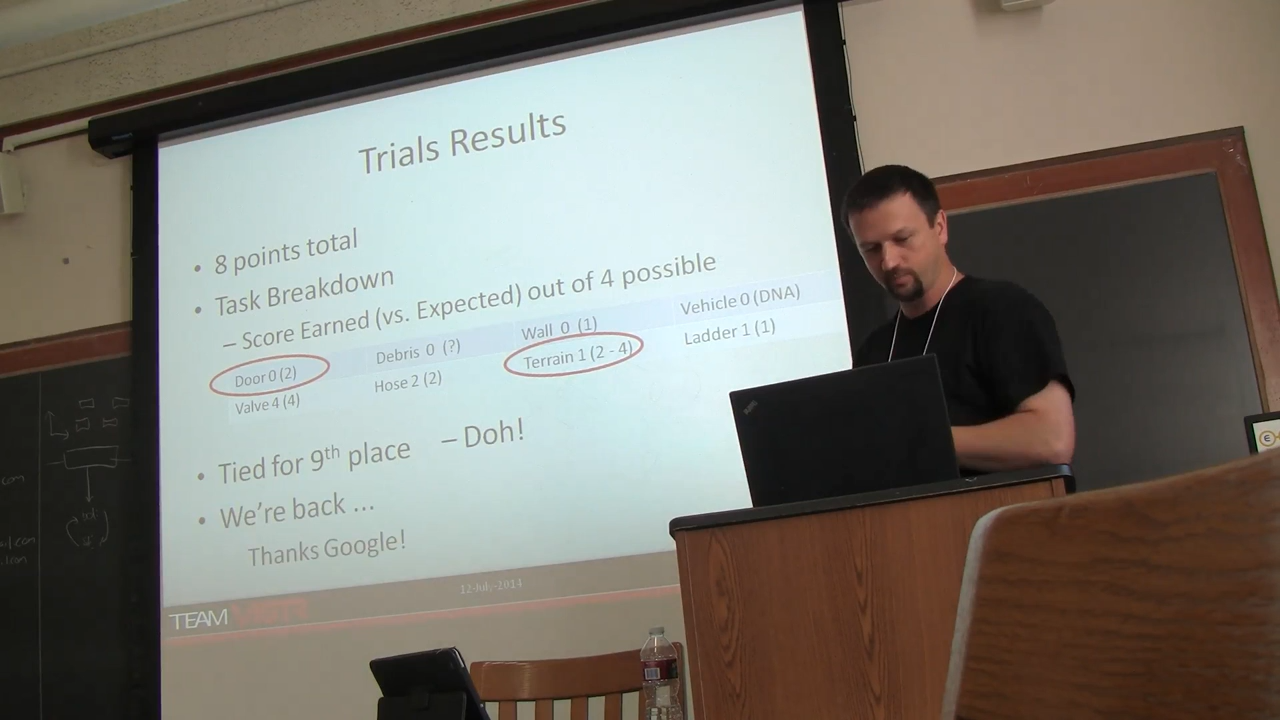 Trials Results
• 8 points total
• Task Breakdown
– Score Earned (vs. Expected) out of 4 possible
Door 0 (2) Debris 0 (?) Wall 0 (1) Vehicle 0 (DNA)
Valve 4 (4) Hose 2 (2) Terrain 1 (2 - 4) Ladder 1 (1)
• Tied for 9th place – Doh!
• We're back ...
Thanks Google!
12-Jul,-2014
TEAM